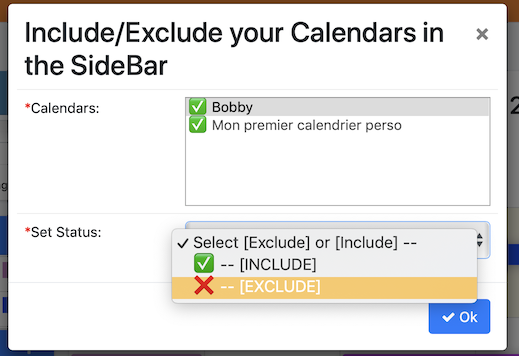 Include/Exclude your Calendars in
the SideBar
×
*Calendars:
✅ Bobby
✅ Mon premier calendrier perso
*Set Status:
✓ Select [Exclude] or [Include] --
✅ -- [INCLUDE]
❌ -- [EXCLUDE]
✔ Ok